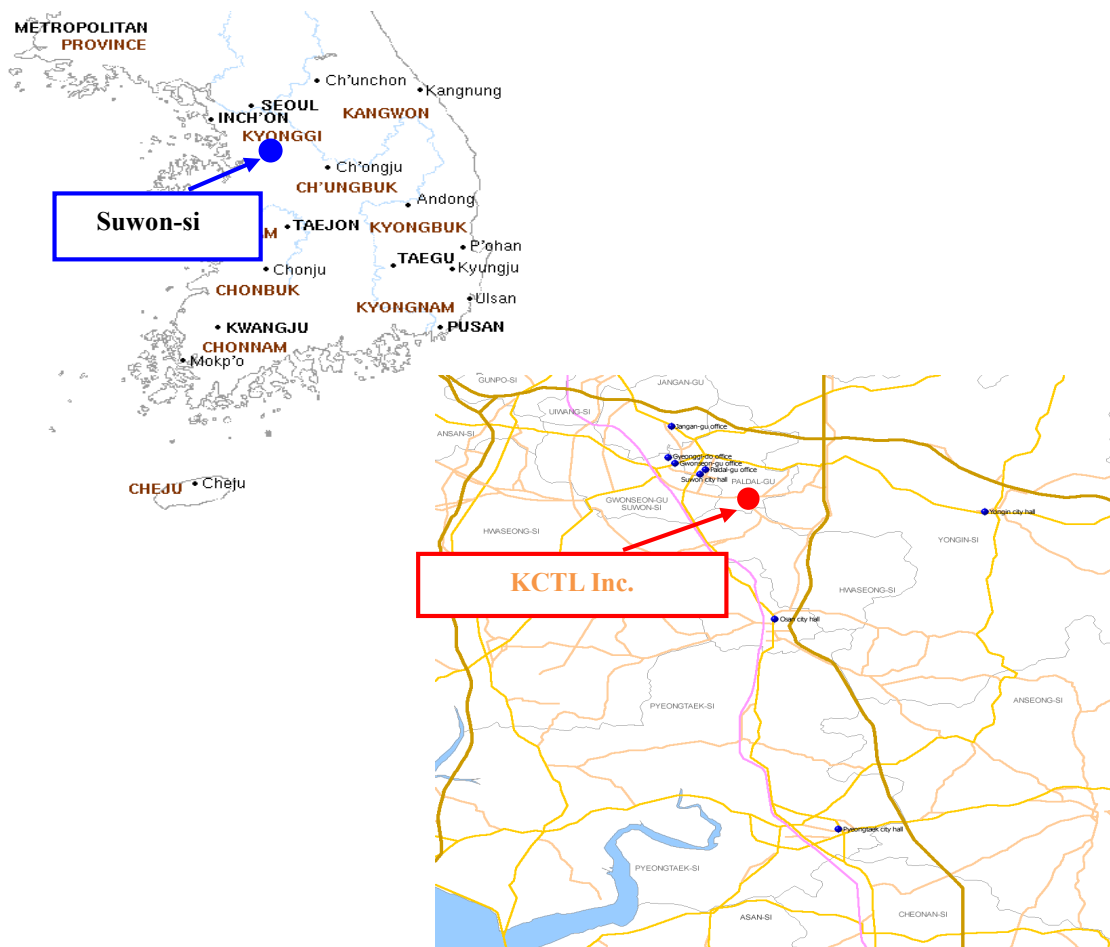 METROPOLITAN
PROVINCE
Ch'unchon
Kangnung
SEOUL
INCH'ON
KANGWON
KYONGGI
Ch'ongju
CH'UNGBUK
Suwon-si
Andong
TAEJON
KYONGBUK
P'ohan
TAEGU
Kyungju
Chonju
CHONBUK
KYONGNAM
Ulsan
KWANGJU
PUSAN
CHONNAM
Mokp'o
CHEJU
Cheju
GUNPO-SI
JANGAN-GU
UIWANG-SI
Jangan-gu office
ANSAN-SI
Gyeonggi-do office
Gwonseon-gu office
Paldal-gu office
Suwon city hall
PALDAL-GU
GWONSEON-GU
SUWON-SI
Yongin city hall
HWASEONG-SI
YONGIN-SI
KCTL Inc.
HWASEONG-SI
Osan city hall
ANSEONG-SI
PYEONGTAEK-SI
Pyeongtaek city hall
PYEONGTAEK-SI
ASAN-SI
CHEONAN-SI